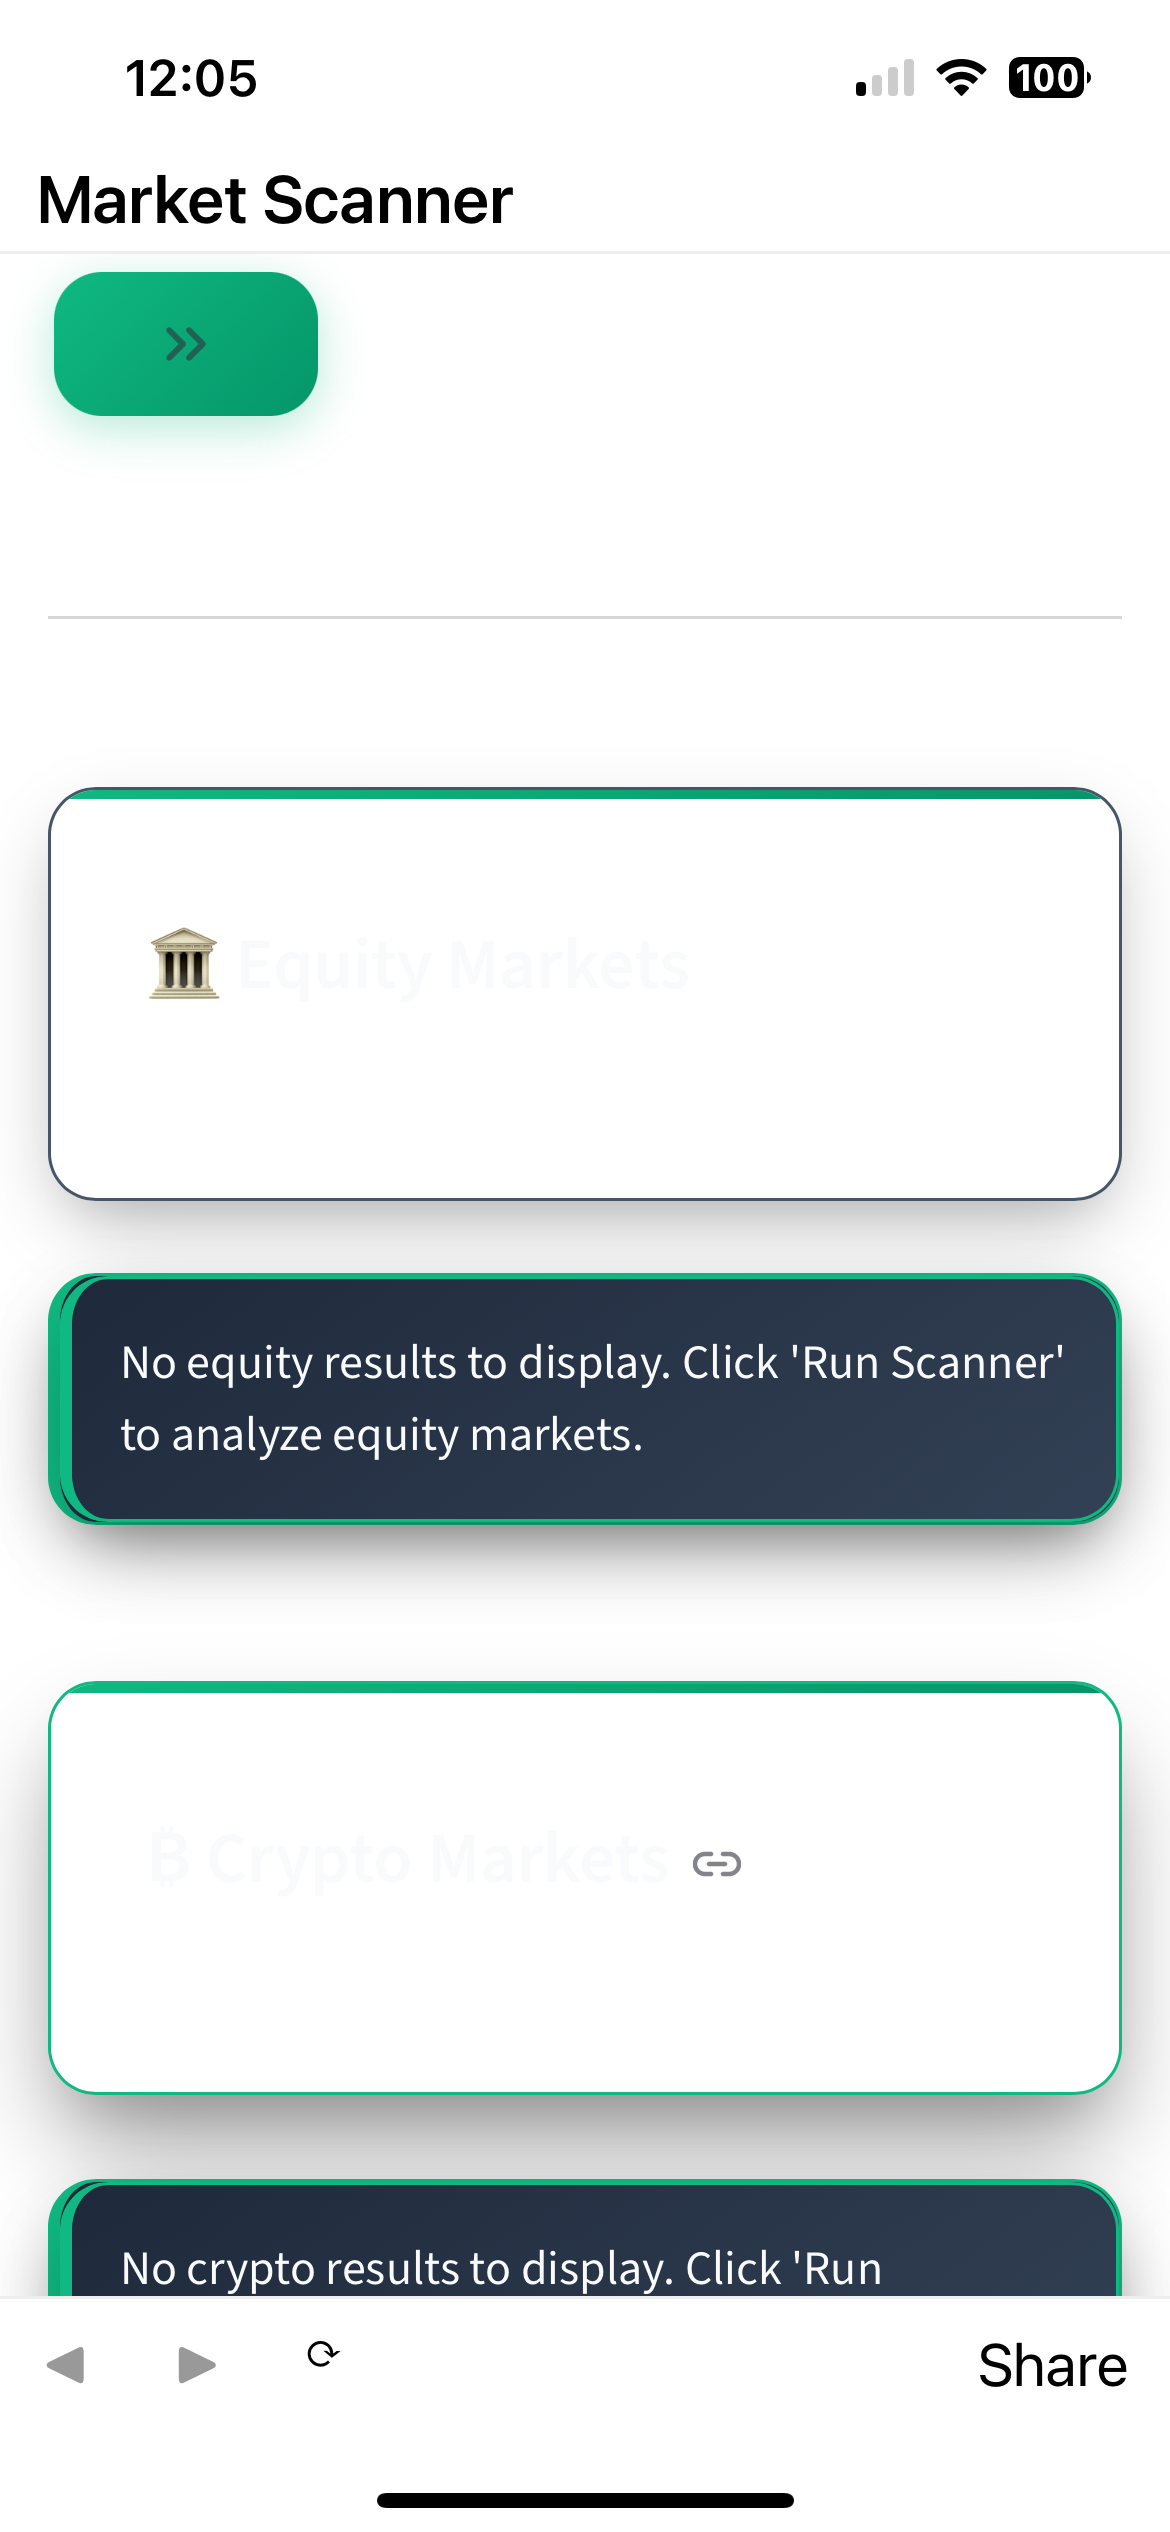 12:05
100
Market Scanner
Equity Markets
No equity results to display. Click 'Run Scanner'
to analyze equity markets.
₿ Crypto Markets
No crypto results to display. Click 'Run
Share